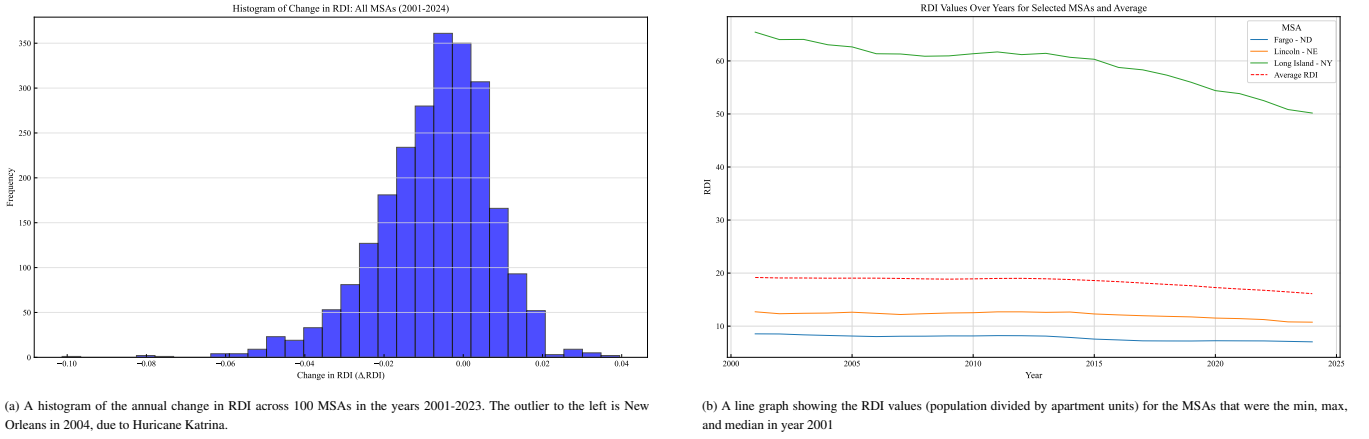 Histogram of Change in RDI: All MSAs (2001-2024)
350
300
250
200
150
100
50
0
Frequency
−0.10
−0.08
−0.06
−0.04
−0.02
0.00
0.02
0.04
Change in RDI (Δ,RDI)
(a) A histogram of the annual change in RDI across 100 MSAs in the years 2001-2023. The outlier to the left is New
Orleans in 2004, due to Huricane Katrina.
RDI Values Over Years for Selected MSAs and Average
MSA
Fargo - ND
Lincoln - NE
Long Island - NY
Average RDI
60
50
40
30
20
10
RDI
2000
2005
2010
2015
2020
2025
Year
(b) A line graph showing the RDI values (population divided by apartment units) for the MSAs that were the min, max,
and median in year 2001